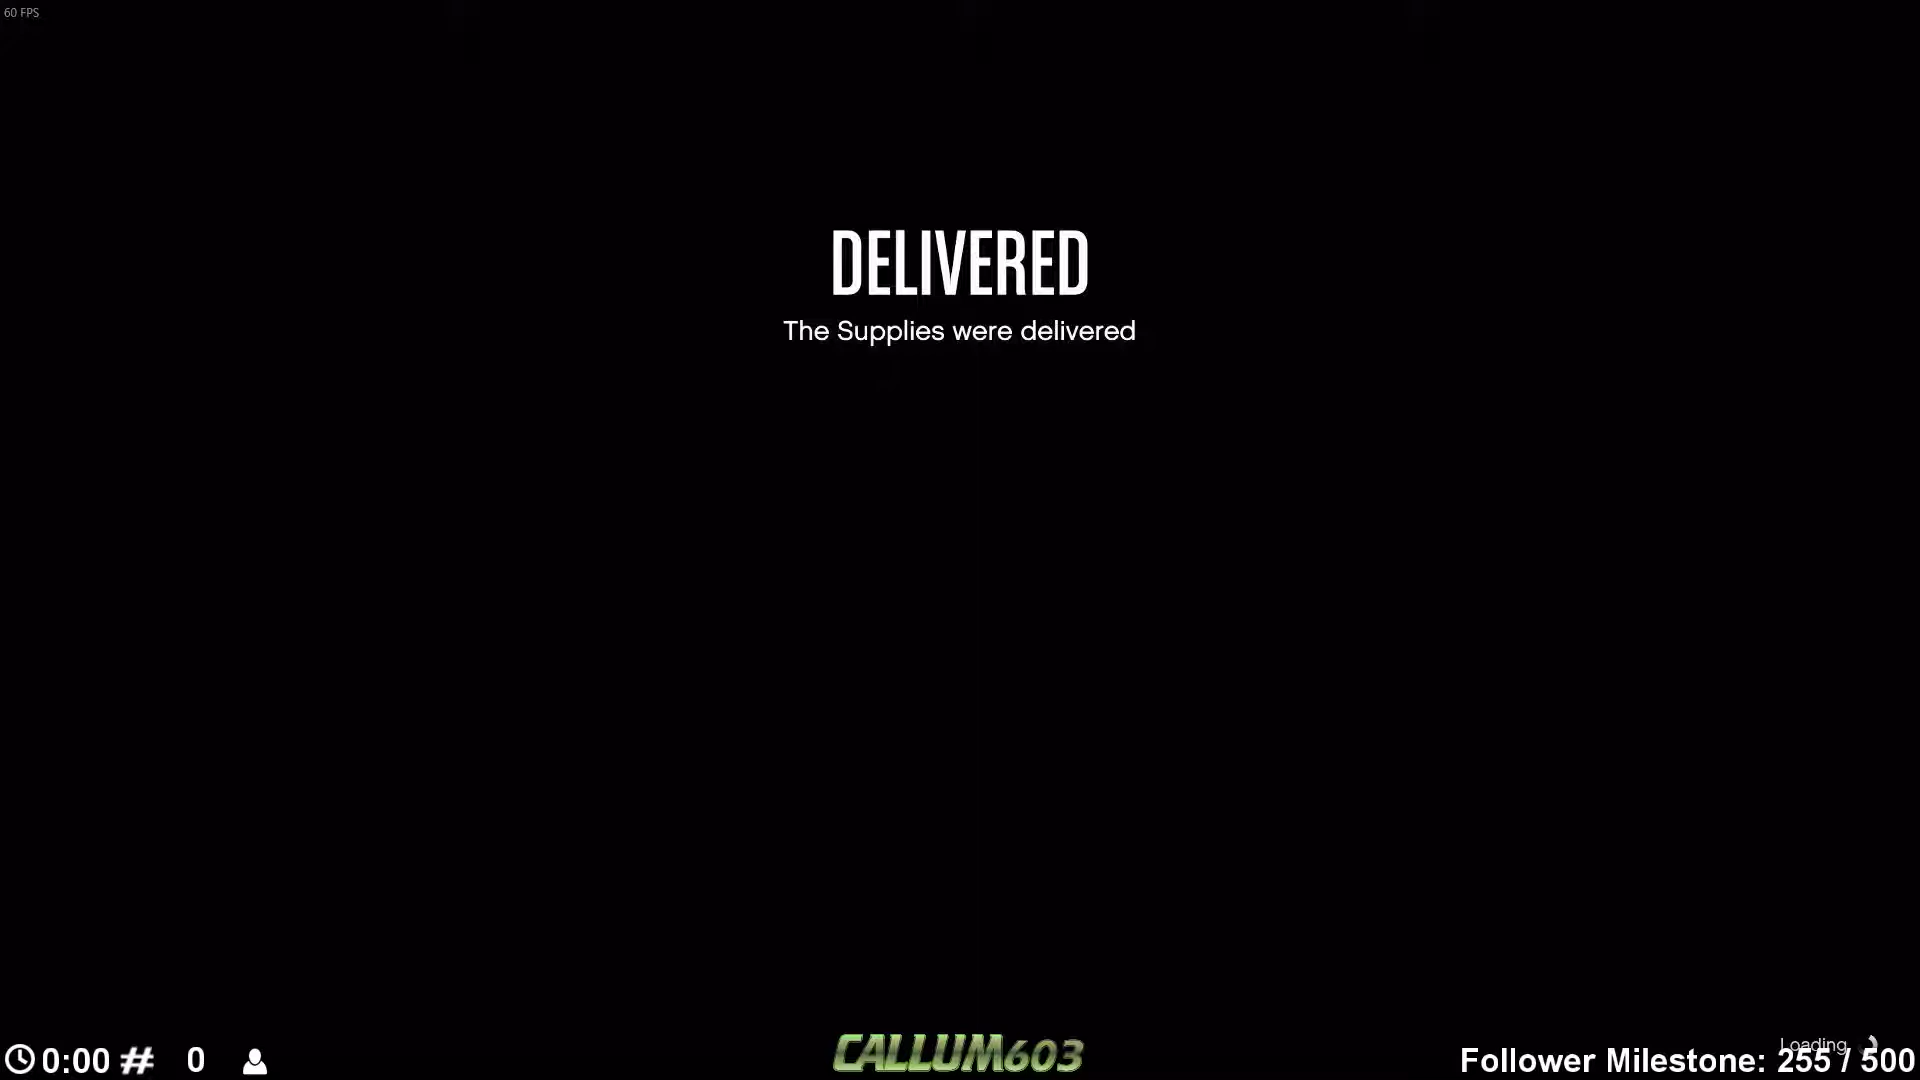 60 FPS
DELIVERED
The Supplies were delivered
Loading
0:00 # 0
CALLUM603
Follower Milestone: 255 / 500